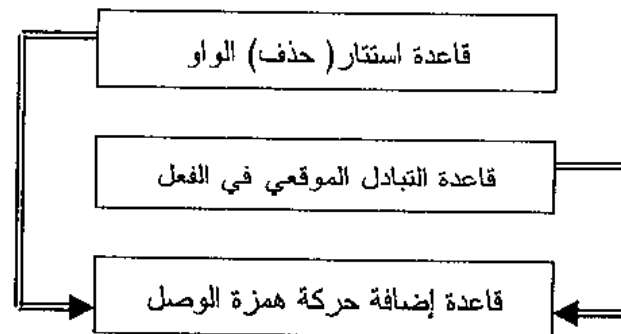 قاعدة استتار( حذف) الواو
قاعدة التبادل الموقعي في الفعل
قاعدة إضافة حركة همزة الوصل